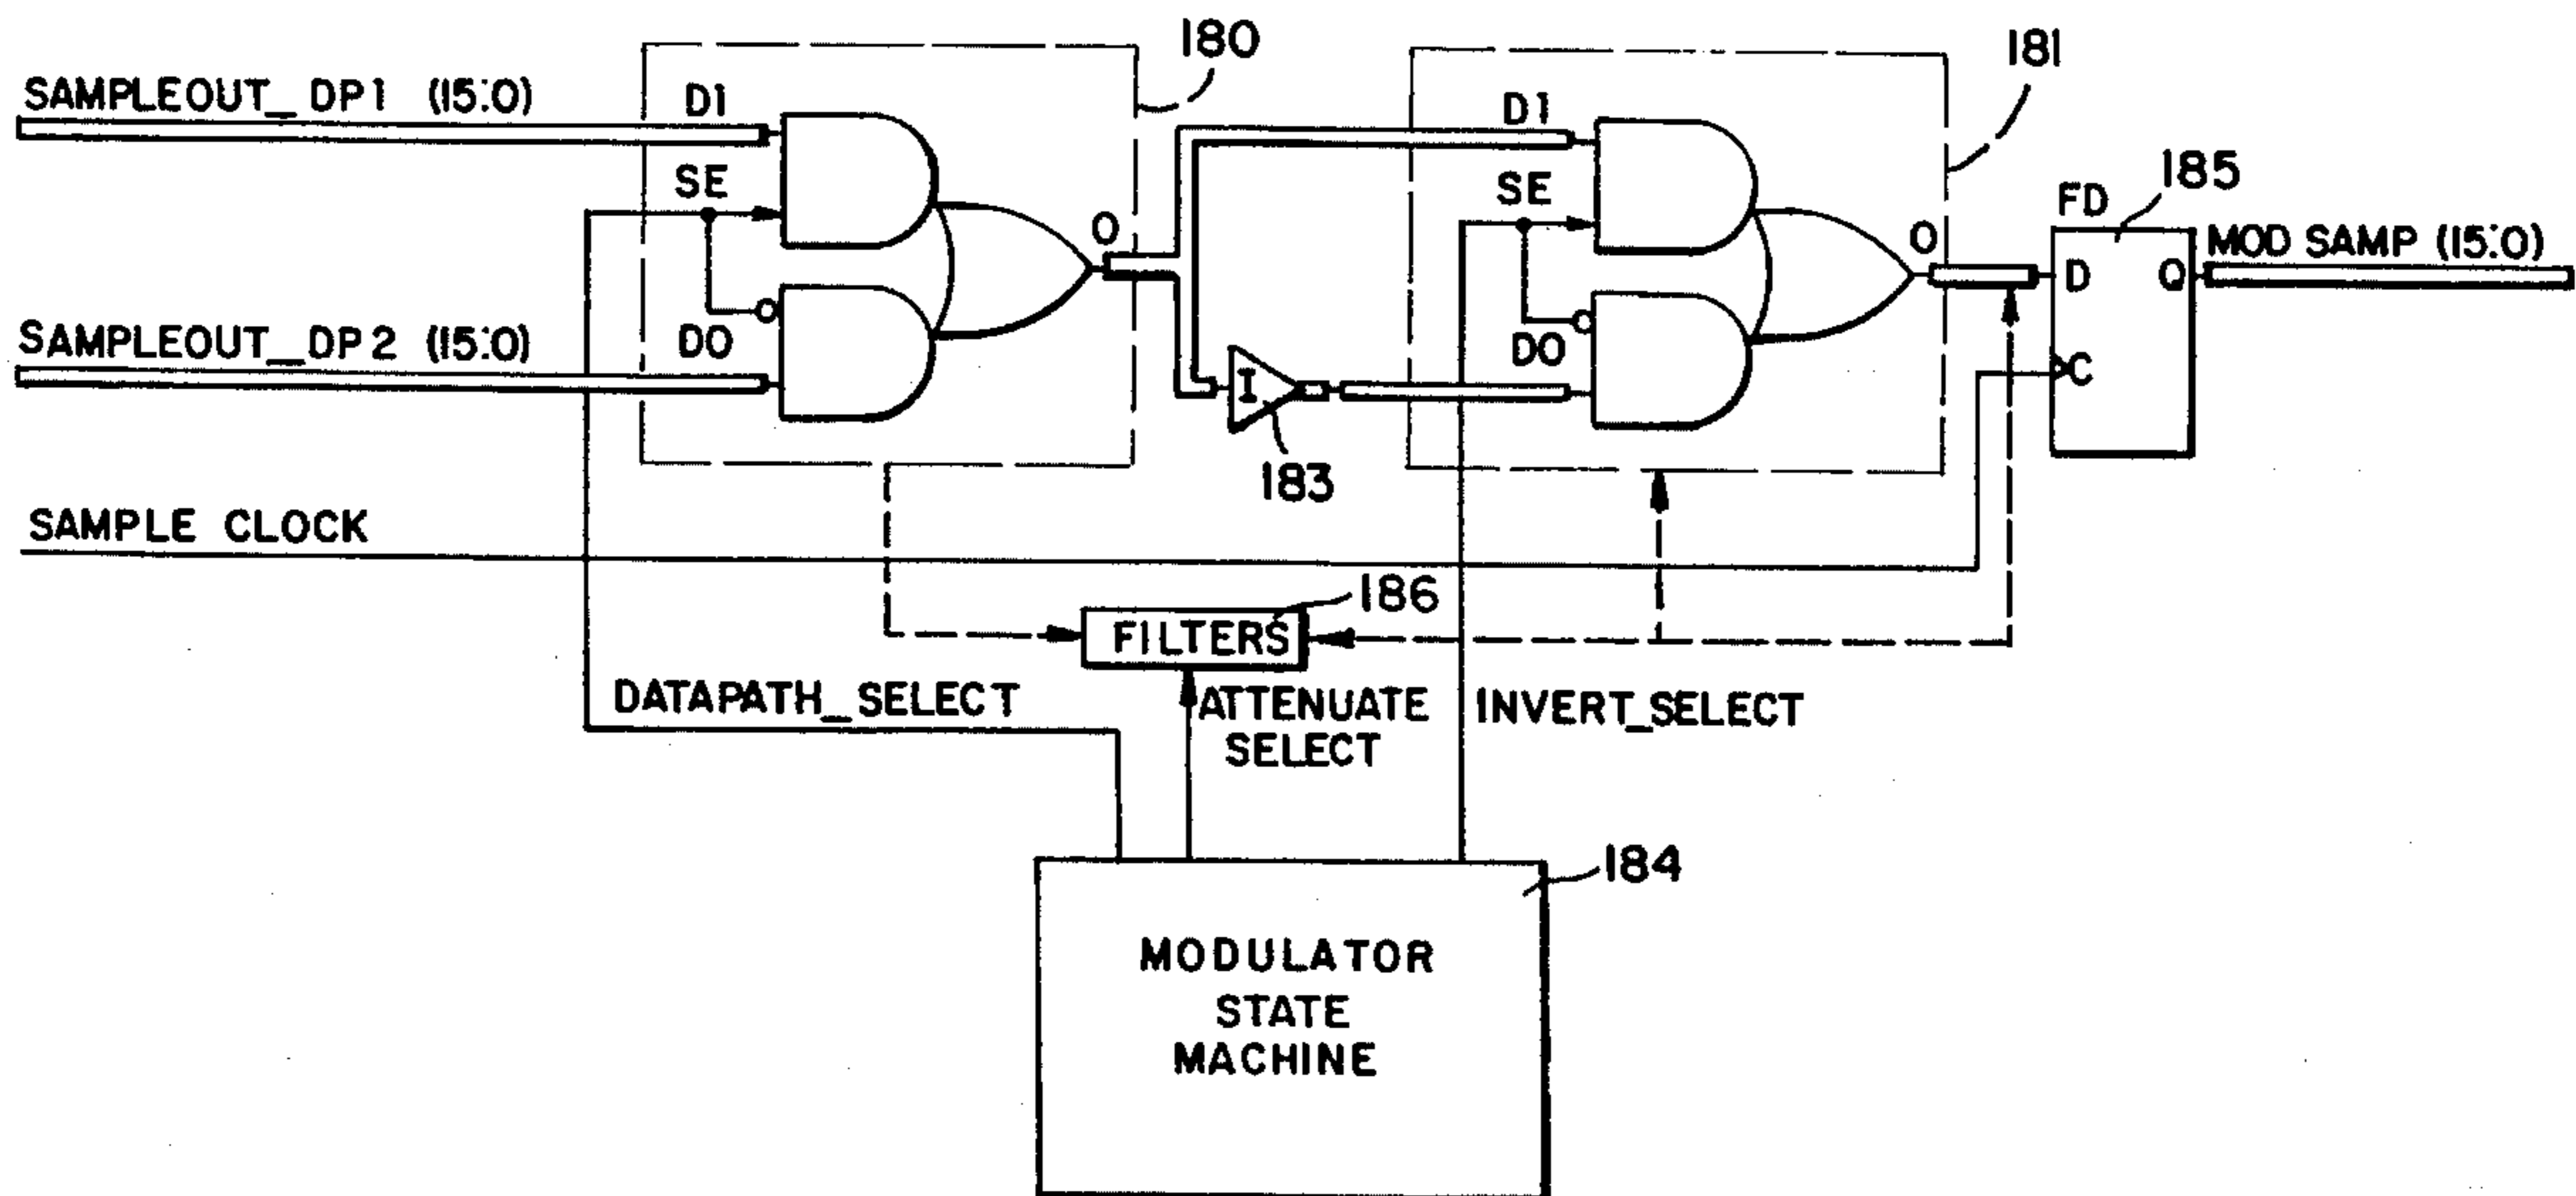 180
181
SAMPLEOUT_DP1 (15:0)
D1
D1
SE
SE
185
FD
O
O
MOD SAMP (15:0)
D
Q
SAMPLEOUT_DP2 (15:0)
DO
DO
C
I
183
SAMPLE CLOCK
186
FILTERS
DATAPATH_SELECT
ATTENUATE
SELECT
INVERT_SELECT
184
MODULATOR
STATE
MACHINE